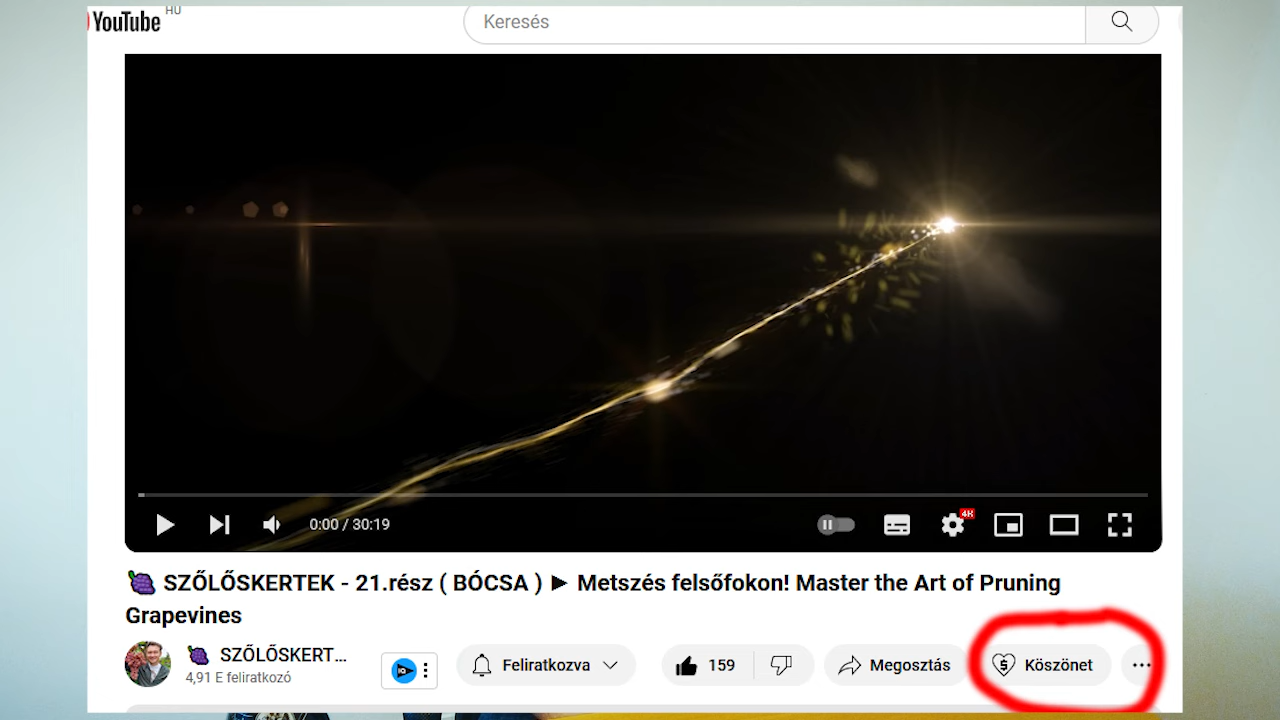 YouTube HU
Keresés
0:00 / 30:19
4K
🍇 SZŐLŐSKERTEK - 21.rész ( BÓCSA ) ► Metszés felsőfokon! Master the Art of Pruning
Grapevines
🍇 SZŐLŐSKERT...
4,91 E feliratkozó
Feliratkozva
159
Megosztás
Köszönet